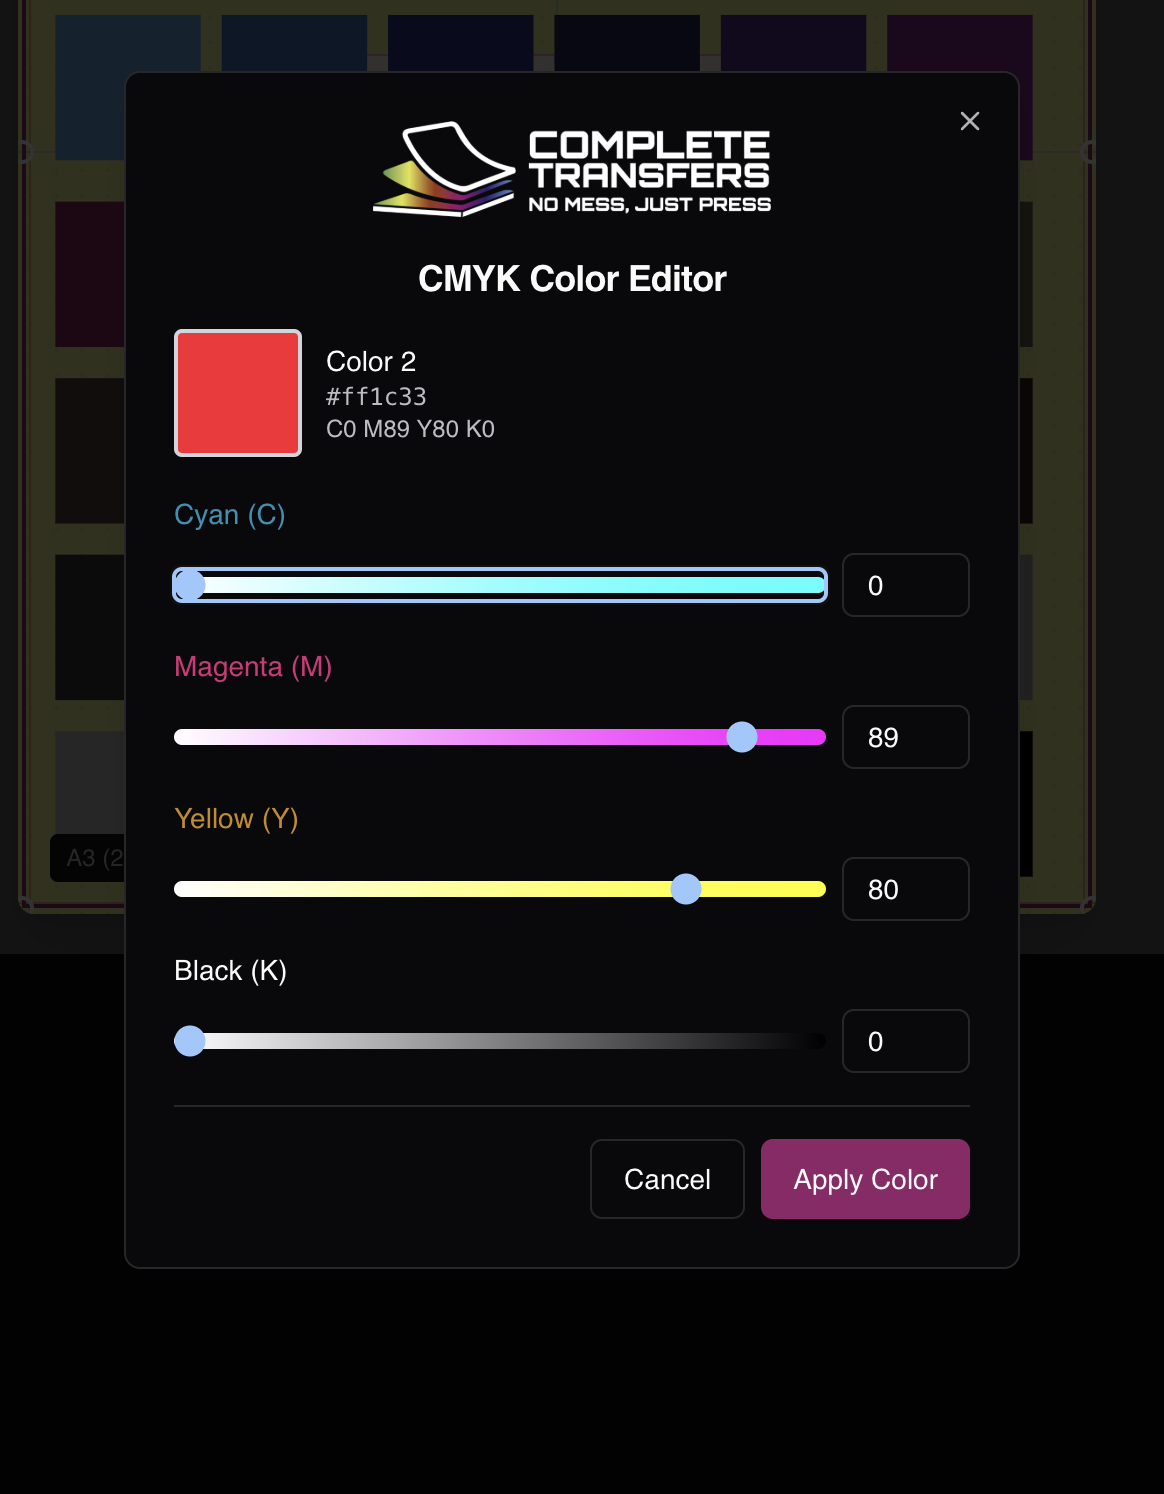 COMPLETE
TRANSFERS
NO MESS, JUST PRESS
CMYK Color Editor
Color 2
#ff1c33
C0 M89 Y80 K0
Cyan (C)
0
Magenta (M)
89
Yellow (Y)
80
A3 (2
Black (K)
0
Cancel
Apply Color